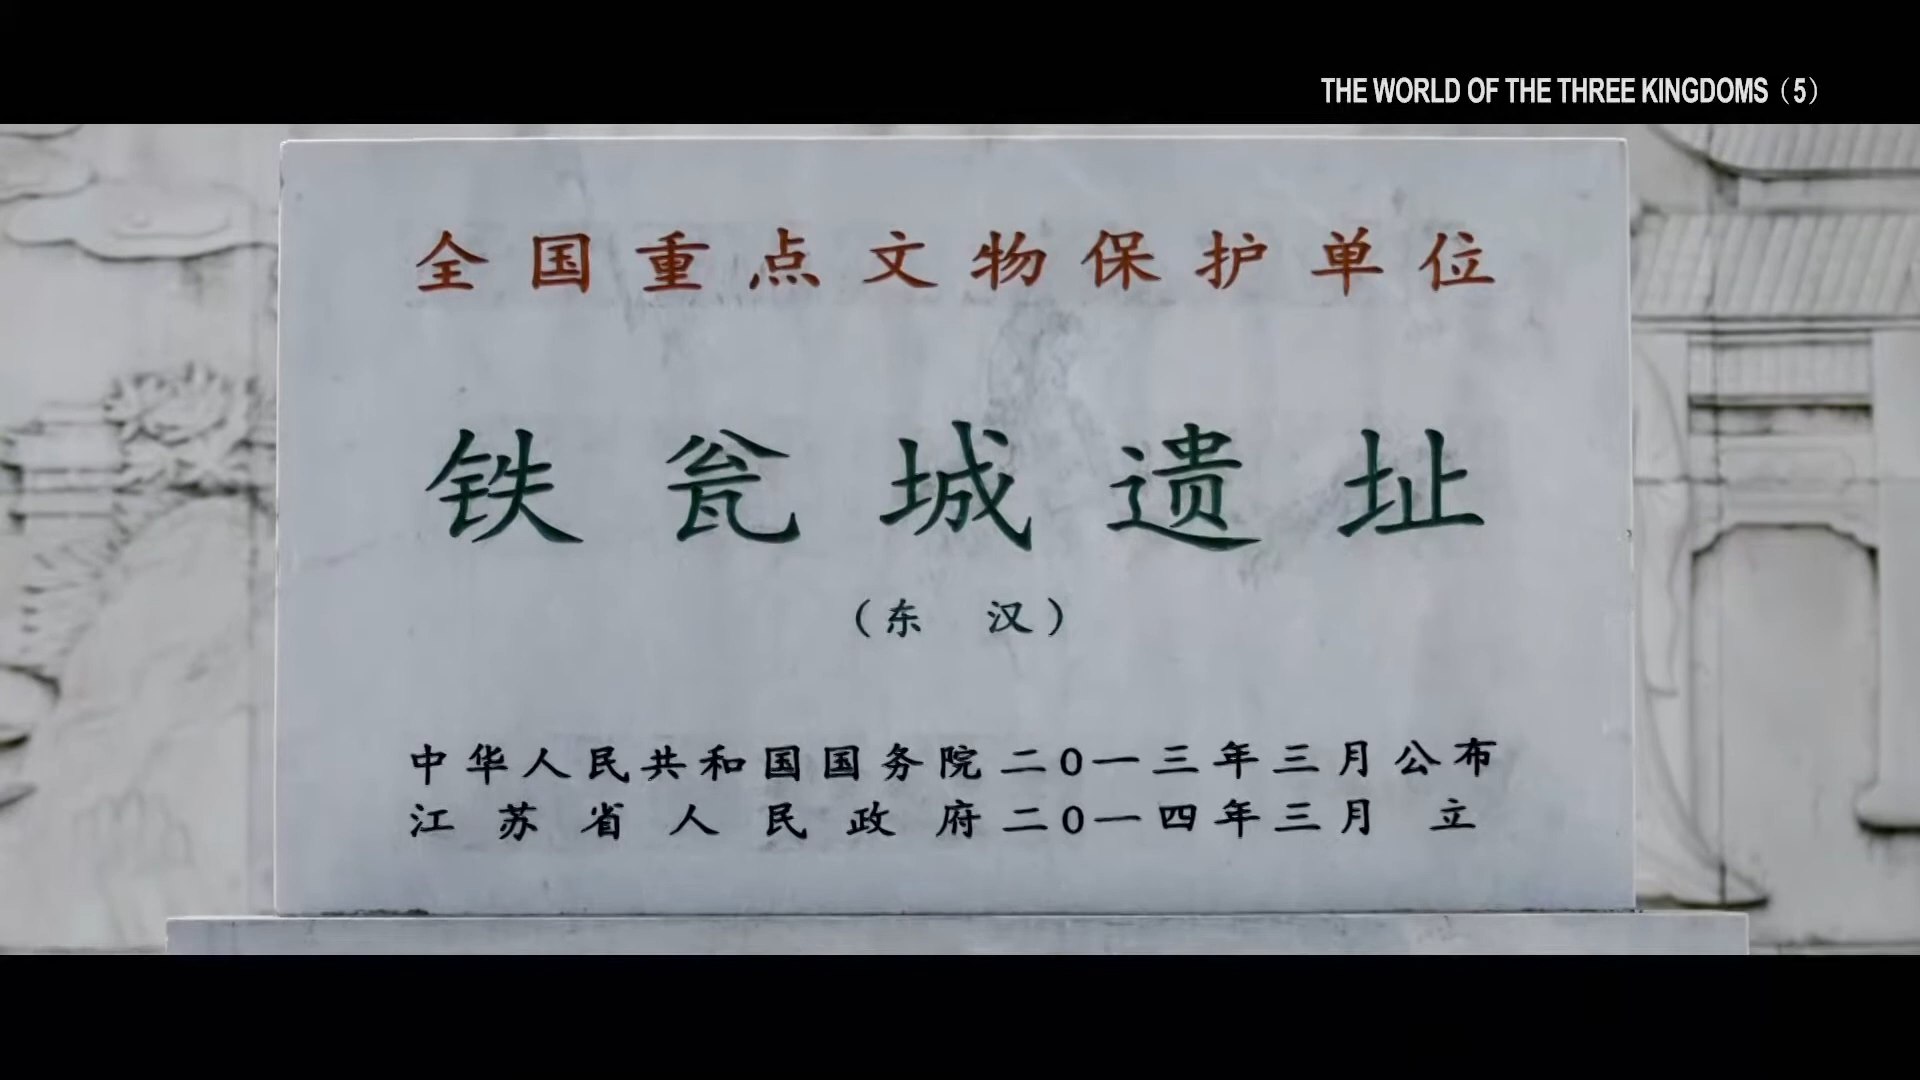 THE WORLD OF THE THREE KINGDOMS（5）
全国重点文物保护单位
铁瓮城遗址
（东 汉）
中华人民共和国国务院二〇一三年三月公布
江苏省人民政府二〇一四年三月 立